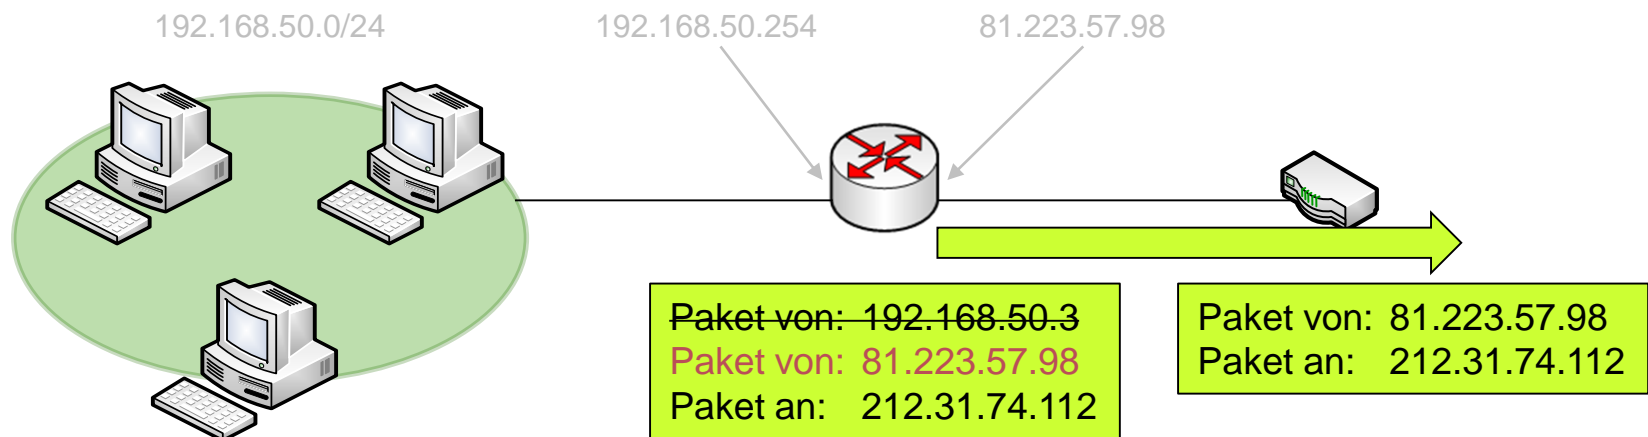 192.168.50.0/24
192.168.50.254
81.223.57.98
Paket von: 192.168.50.3
Paket von: 81.223.57.98
Paket an: 212.31.74.112
Paket von: 81.223.57.98
Paket an: 212.31.74.112